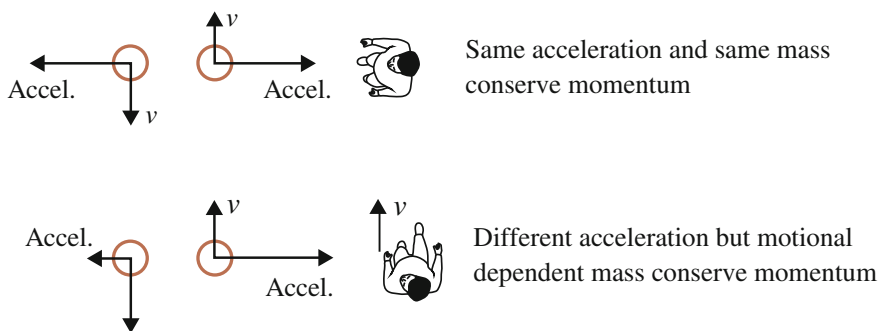 v
Accel.
v
Accel.
Same acceleration and same mass
conserve momentum
Accel.
v
Accel.
v
Different acceleration but motional
dependent mass conserve momentum